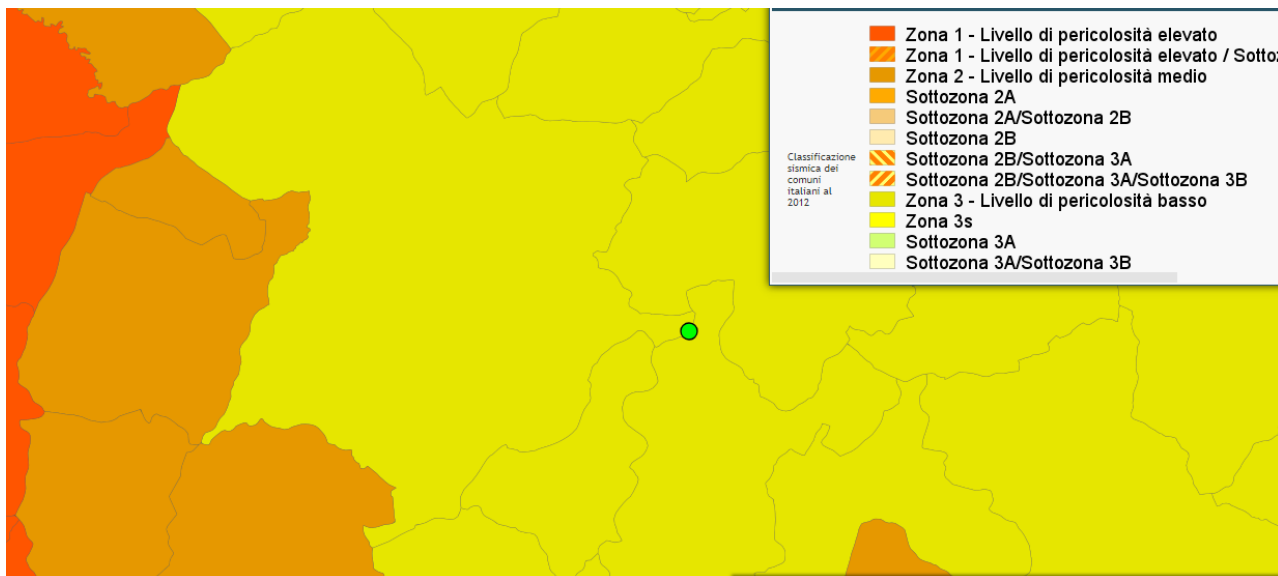 Zona 1 - Livello di pericolosità elevato
Zona 1 - Livello di pericolosità elevato / Sotto
Zona 2 - Livello di pericolosità medio
Sottozona 2A
Sottozona 2A/Sottozona 2B
Sottozona 2B
Classificazione
sismica dei
comuni
italiani al
2012
Sottozona 2B/Sottozona 3A
Sottozona 2B/Sottozona 3A/Sottozona 3B
Zona 3 - Livello di pericolosità basso
Zona 3s
Sottozona 3A
Sottozona 3A/Sottozona 3B